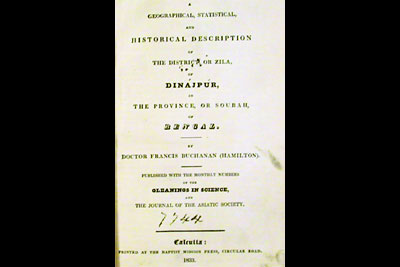 A
GEOGRAPHICAL, STATISTICAL,
AND
HISTORICAL DESCRIPTION
OF
THE DISTRICT, OR ZILA,
OF
DINAJPUR,
IN
THE PROVINCE, OR SOUBAH,
OF
BENGAL.
BY
DOCTOR FRANCIS BUCHANAN (HAMILTON).
PUBLISHED WITH THE MONTHLY NUMBERS
OF THE
GLEANINGS IN SCIENCE,
AND
THE JOURNAL OF THE ASIATIC SOCIETY.
7744
Calcutta:
PRINTED AT THE BAPTIST MISSION PRESS, CIRCULAR ROAD.
1833.